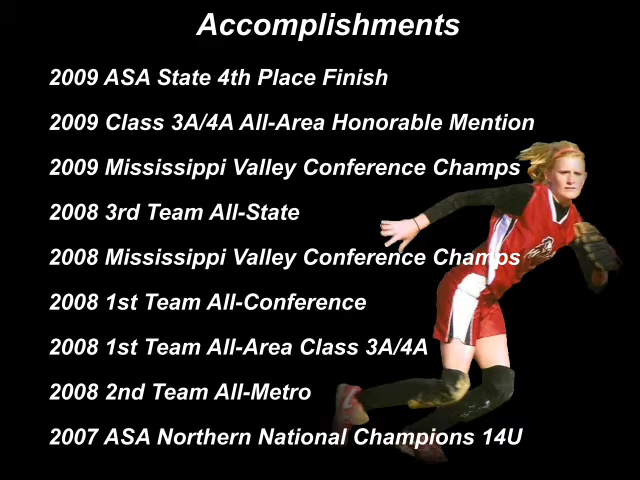 Accomplishments
2009 ASA State 4th Place Finish
2009 Class 3A/4A All-Area Honorable Mention
2009 Mississippi Valley Conference Champs
2008 3rd Team All-State
2008 Mississippi Valley Conference Champs
2008 1st Team All-Conference
2008 1st Team All-Area Class 3A/4A
2008 2nd Team All-Metro
2007 ASA Northern National Champions 14U